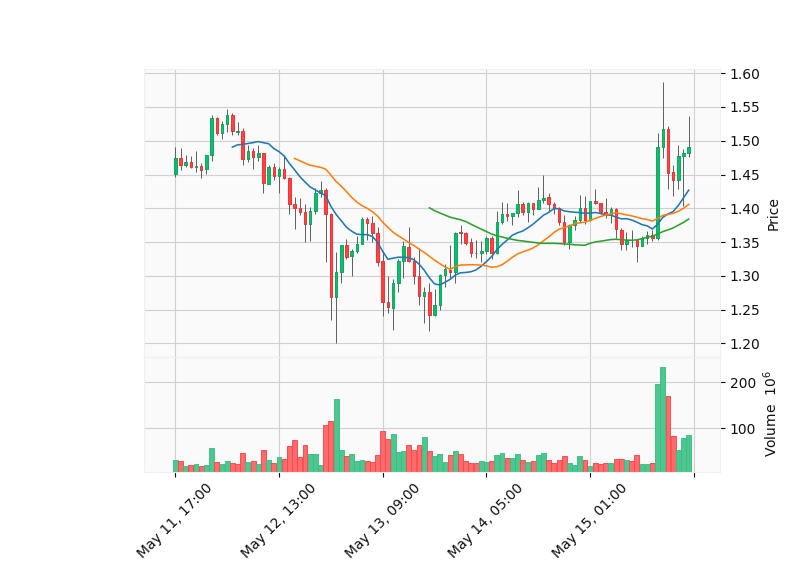 1.60
1.55
1.50
1.45
1.40
1.35
1.30
1.25
1.20
Price
200
100
Volume 10⁶
May 11, 17:00
May 12, 13:00
May 13, 09:00
May 14, 05:00
May 15, 01:00